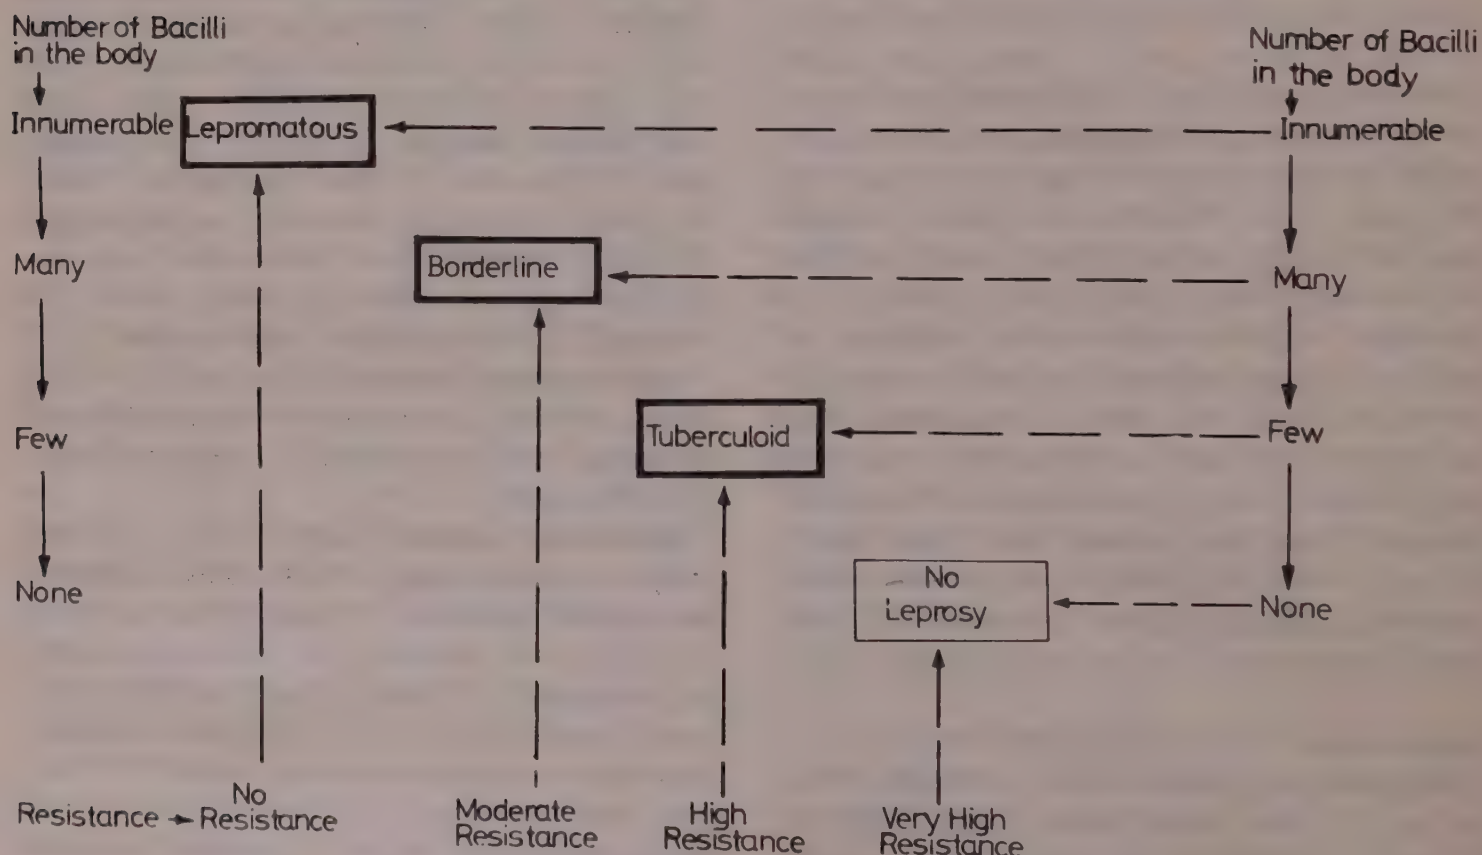 Number of Bacilli
in the body
Number of Bacilli
in the body
Innumerable
Lepromatous
Innumerable
Many
Borderline
Many
Few
Tuberculoid
Few
None
No
Leprosy
None
Resistance
No
Resistance
Moderate
Resistance
High
Resistance
Very High
Resistance